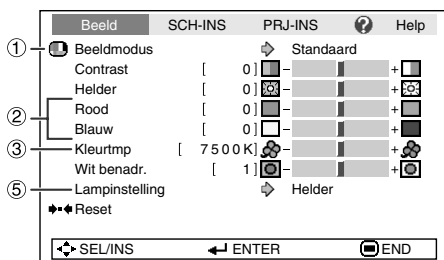 Beeld SCH-INS PRJ-INS ? Help
① Beeldmodus Standaard
Contrast [ 0 ] - +
Helder [ 0 ] - +
② Rood [ 0 ] - +
Blauw [ 0 ] - +
③ Kleurtmp [ 7500K] - +
Wit benadr. [ 1 ] - +
⑤ Lampinstelling Helder
Reset
SEL/INS ENTER END